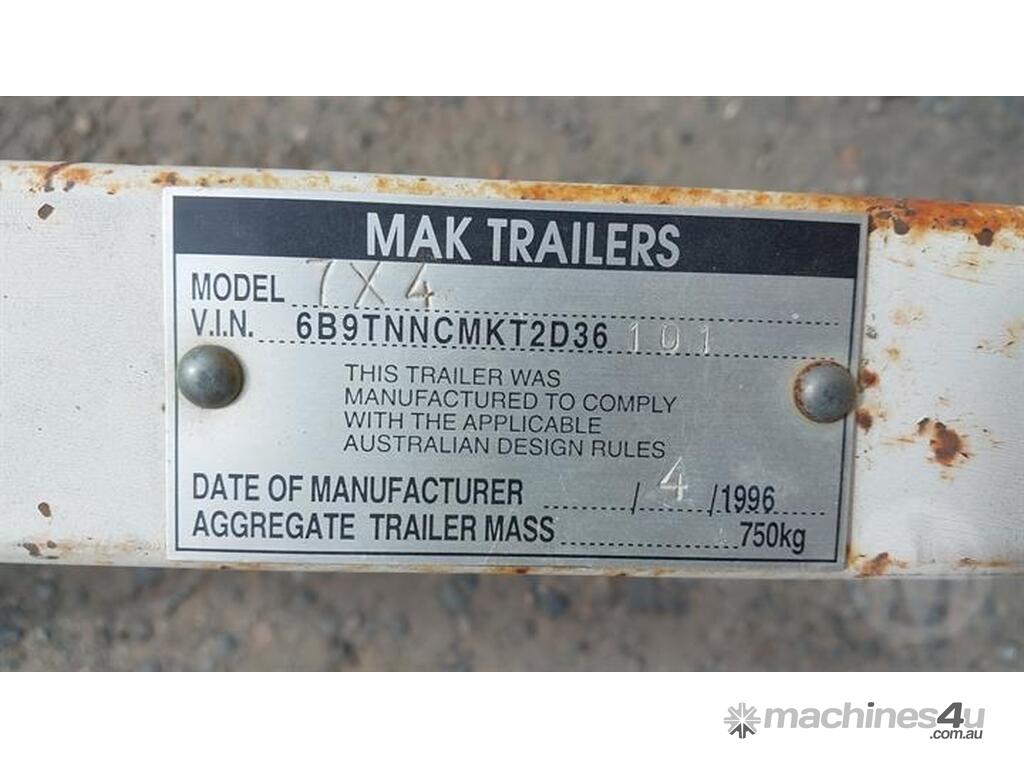 MAK TRAILERS
MODEL 7X4
V.I.N. 6B9TNNCMKT2D36 101
THIS TRAILER WAS
MANUFACTURED TO COMPLY
WITH THE APPLICABLE
AUSTRALIAN DESIGN RULES
DATE OF MANUFACTURER / 4 /1996
AGGREGATE TRAILER MASS 750kg
machines4u
.com.au